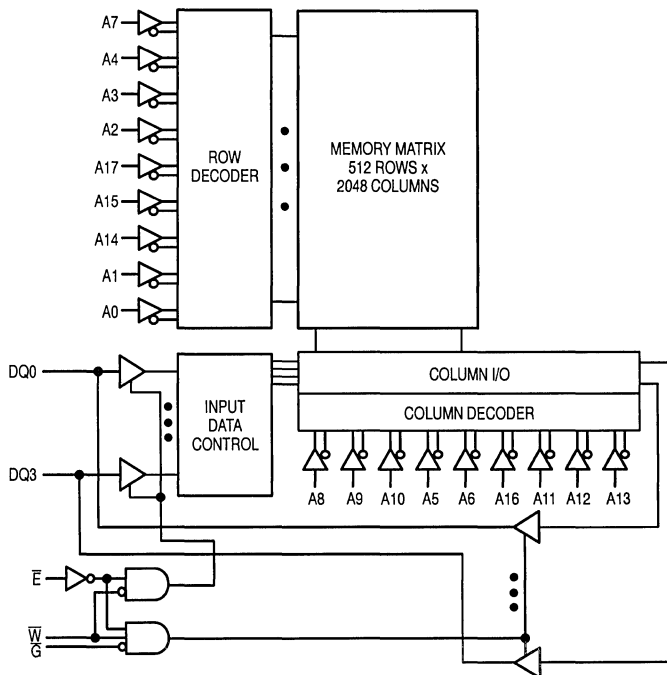 A7
A4
A3
A2
A17
A15
A14
A1
A0
ROW
DECODER
MEMORY MATRIX
512 ROWS x
2048 COLUMNS
DQ0
DQ3
INPUT
DATA
CONTROL
COLUMN I/O
COLUMN DECODER
A8 A9 A10 A5 A6 A16 A11 A12 A13
E̅
W̅
G̅